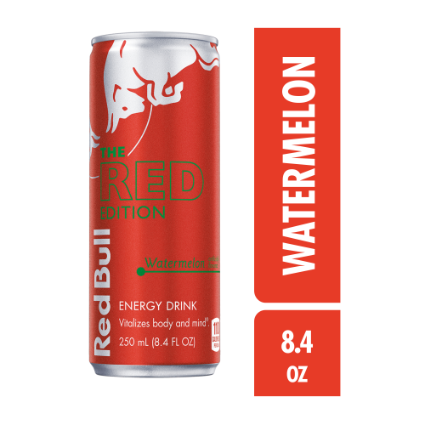 THE
RED
EDITION
Red Bull
ENERGY DRINK
Vitalizes body and mind®.
250 mL (8.4 FL OZ)
WATERMELON
8.4
OZ